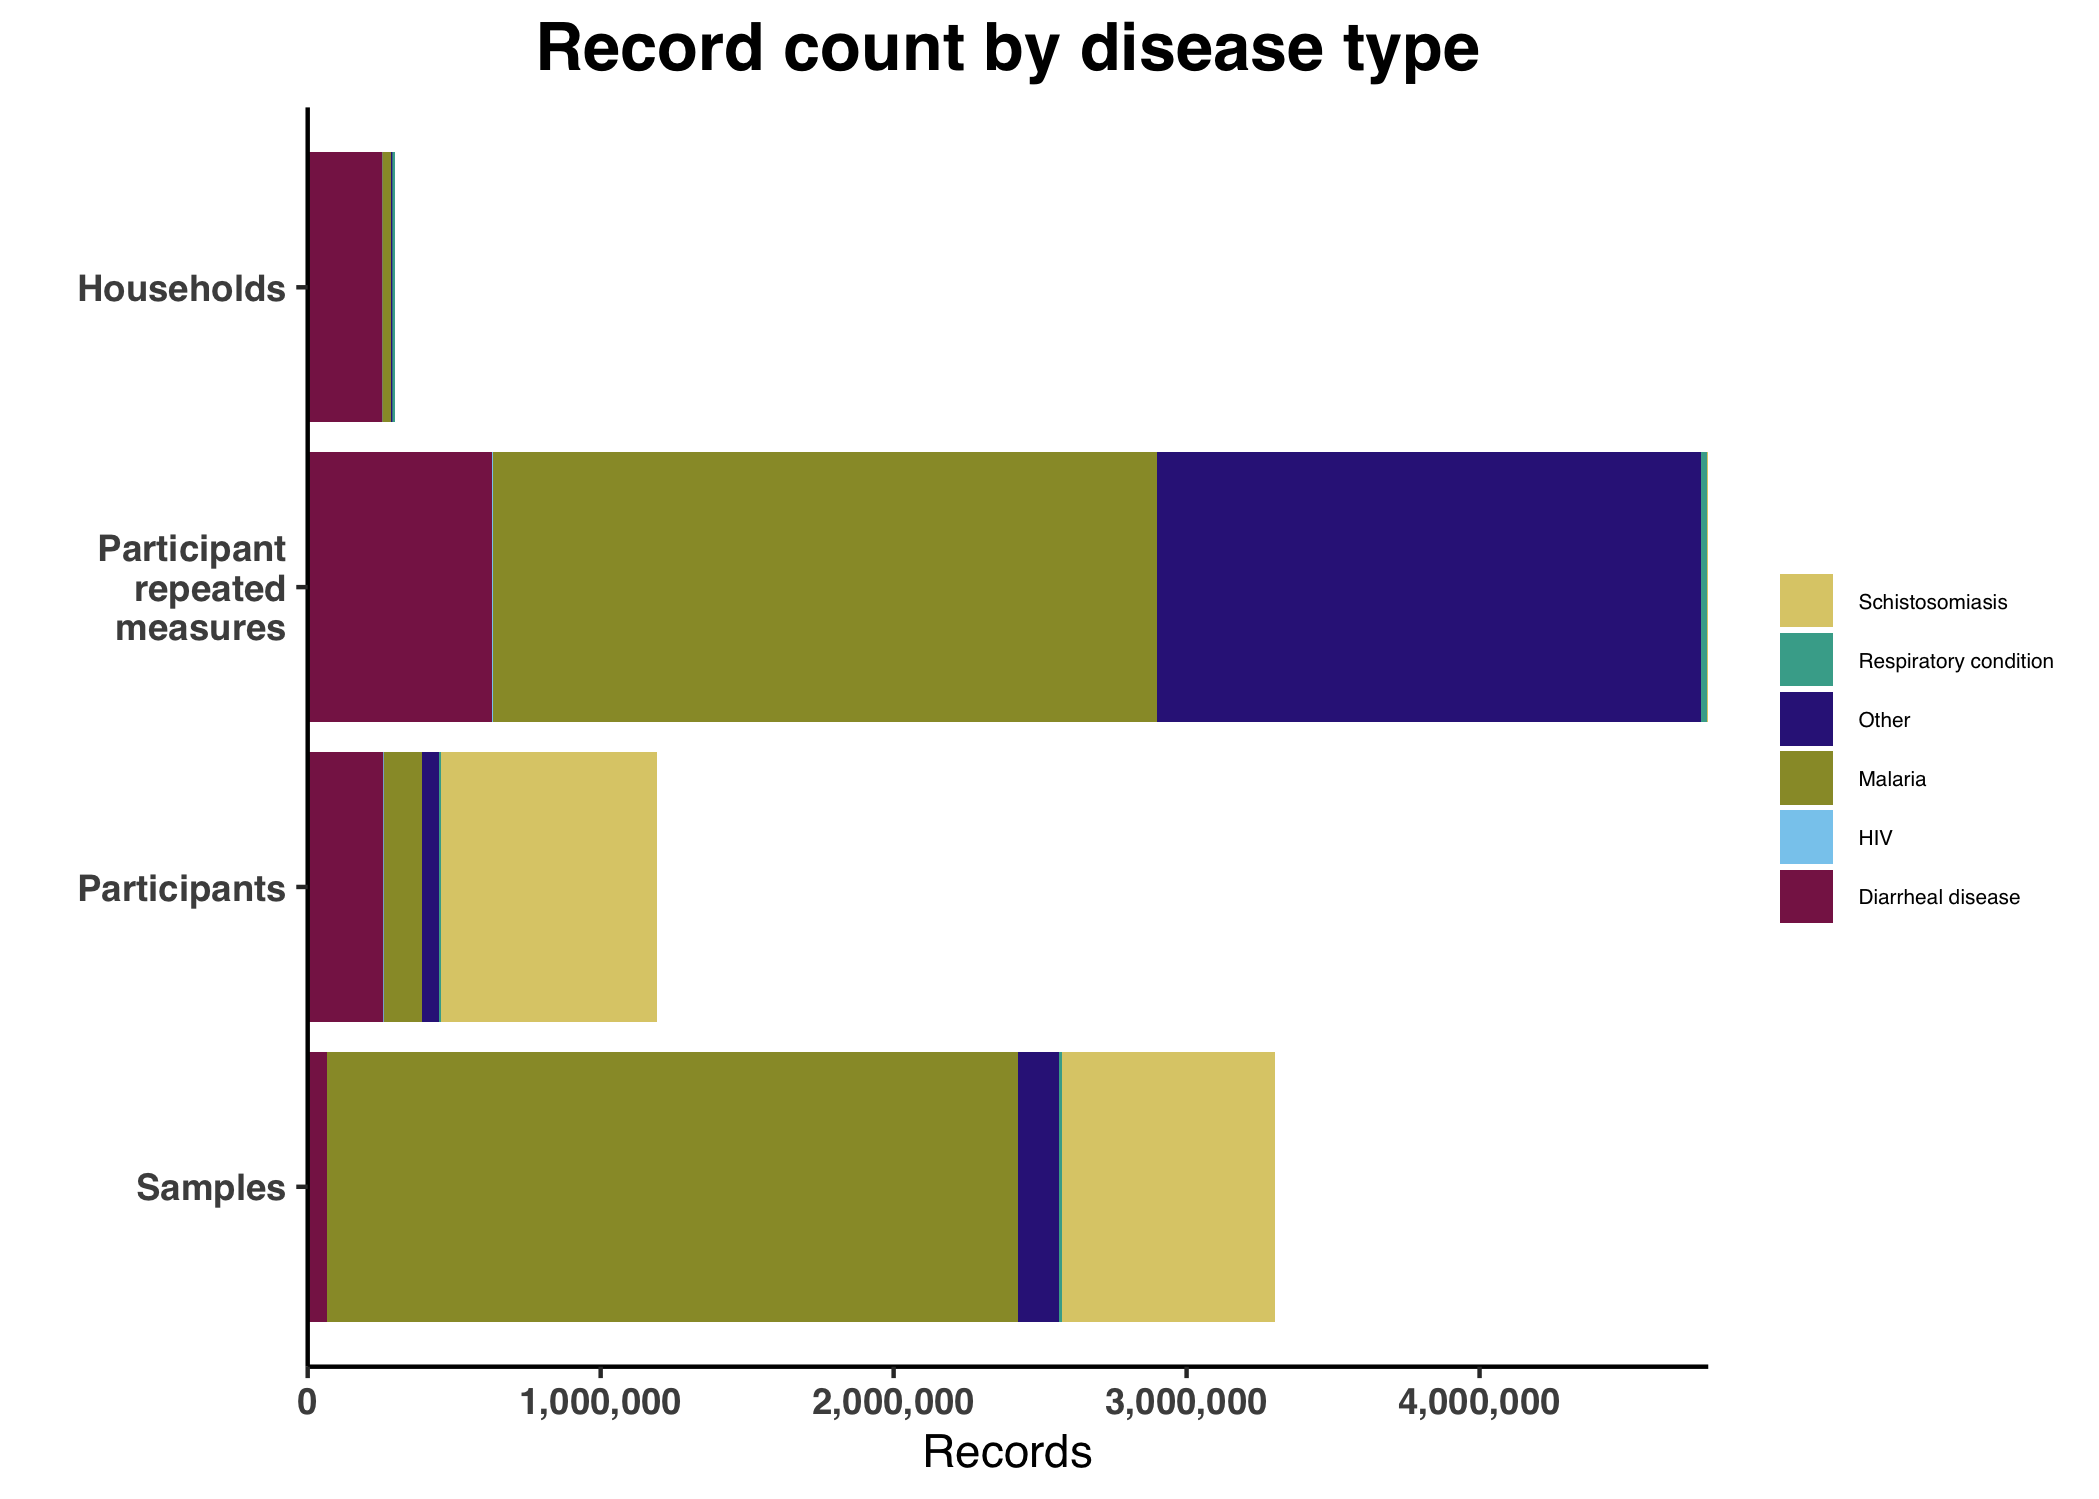 Record count by disease type
Households
Participant
repeated
measures
Participants
Samples
0
1,000,000
2,000,000
3,000,000
4,000,000
Records
Schistosomiasis
Respiratory condition
Other
Malaria
HIV
Diarrheal disease